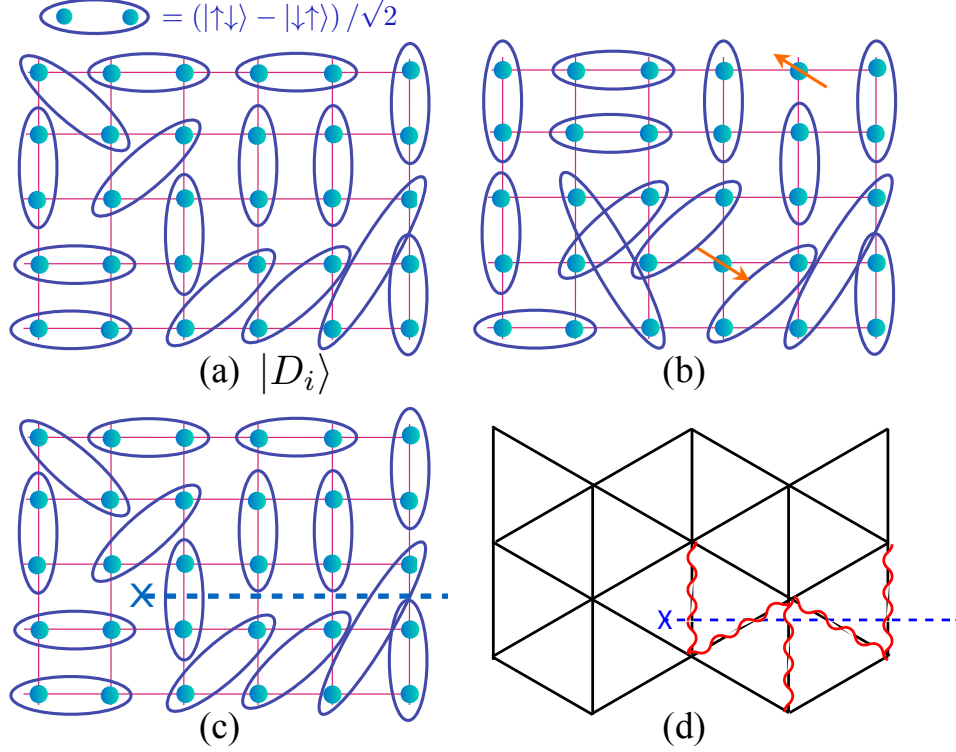 = (|↑↓⟩ − |↓↑⟩) /√2
(a) |D_i⟩
(b)
X
X
(c)
(d)